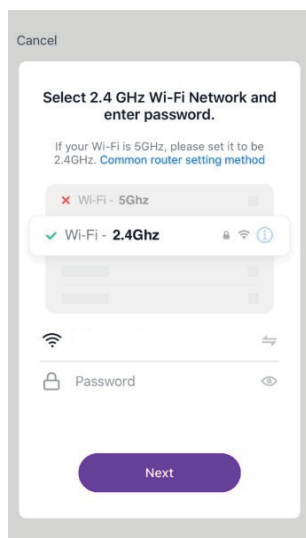 Cancel
Select 2.4 GHz Wi-Fi Network and
enter password.
If your Wi-Fi is 5GHz, please set it to be
2.4GHz. Common router setting method
Wi-Fi - 5Ghz
Wi-Fi - 2.4Ghz
Password
Next